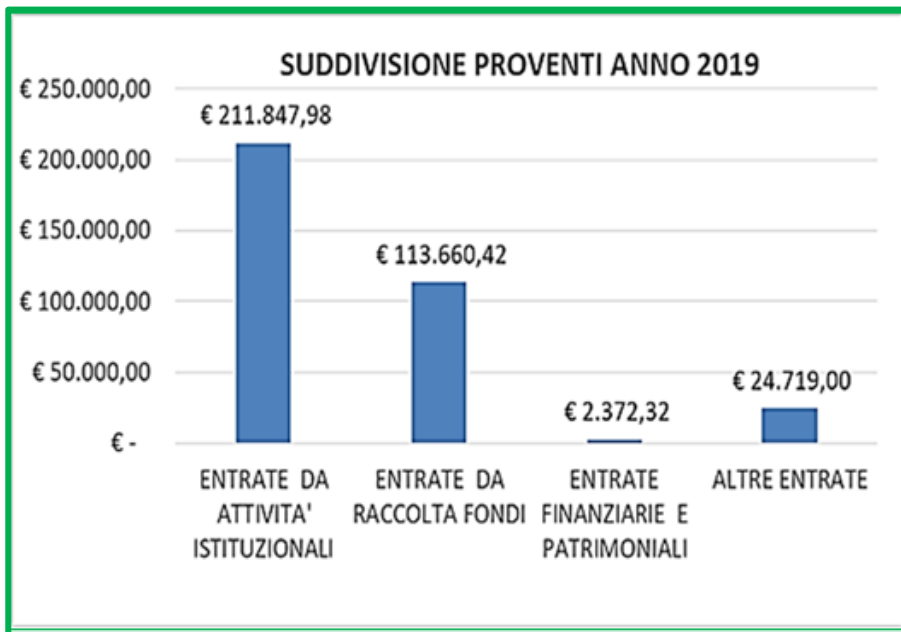 SUDDIVISIONE PROVENTI ANNO 2019
€ 250.000,00
€ 211.847,98
€ 200.000,00
€ 150.000,00
€ 113.660,42
€ 100.000,00
€ 50.000,00
€ 24.719,00
€ 2.372,32
€ -
ENTRATE DA
ATTIVITA'
ISTITUZIONALI
ENTRATE DA
RACCOLTA FONDI
ENTRATE
FINANZIARIE E
PATRIMONIALI
ALTRE ENTRATE